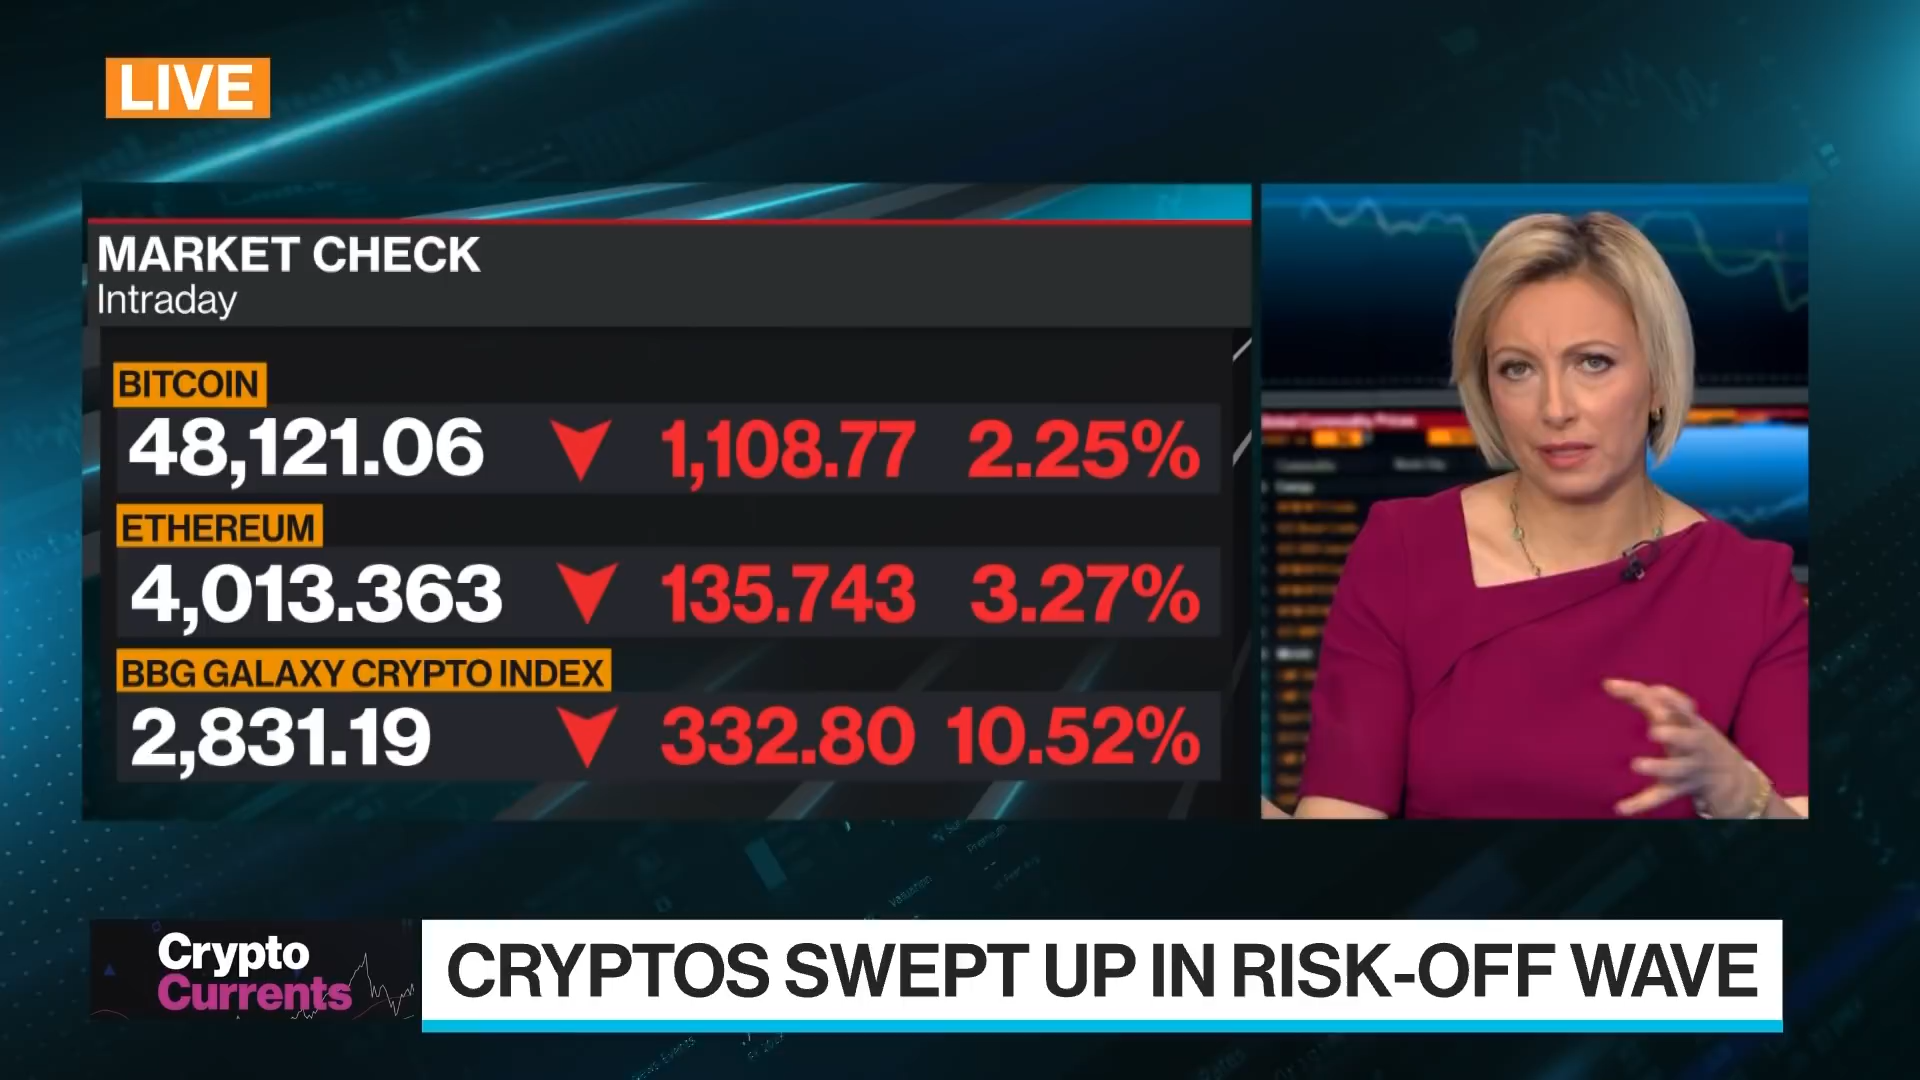 LIVE
MARKET CHECK
Intraday
BITCOIN
48,121.06 ▼ 1,108.77 2.25%
ETHEREUM
4,013.363 ▼ 135.743 3.27%
BBG GALAXY CRYPTO INDEX
2,831.19 ▼ 332.80 10.52%
Crypto
Currents
CRYPTOS SWEPT UP IN RISK-OFF WAVE